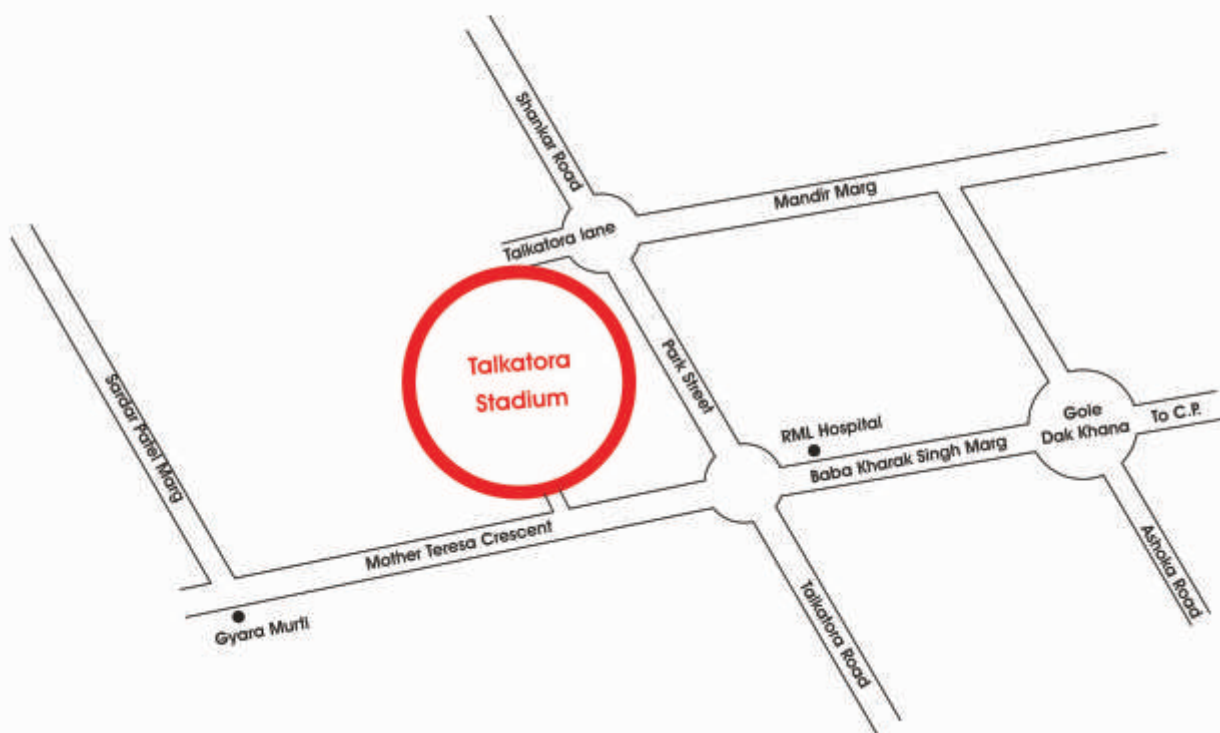 Shankar Road
Mandir Marg
Talkatora lane
Talkatora
Stadium
Park Street
Sardar Patel Marg
RML Hospital
Gole
Dak Khana
To C.P.
Baba Kharak Singh Marg
Mother Teresa Crescent
Ashoka Road
Talkatora Road
Gyara Murti